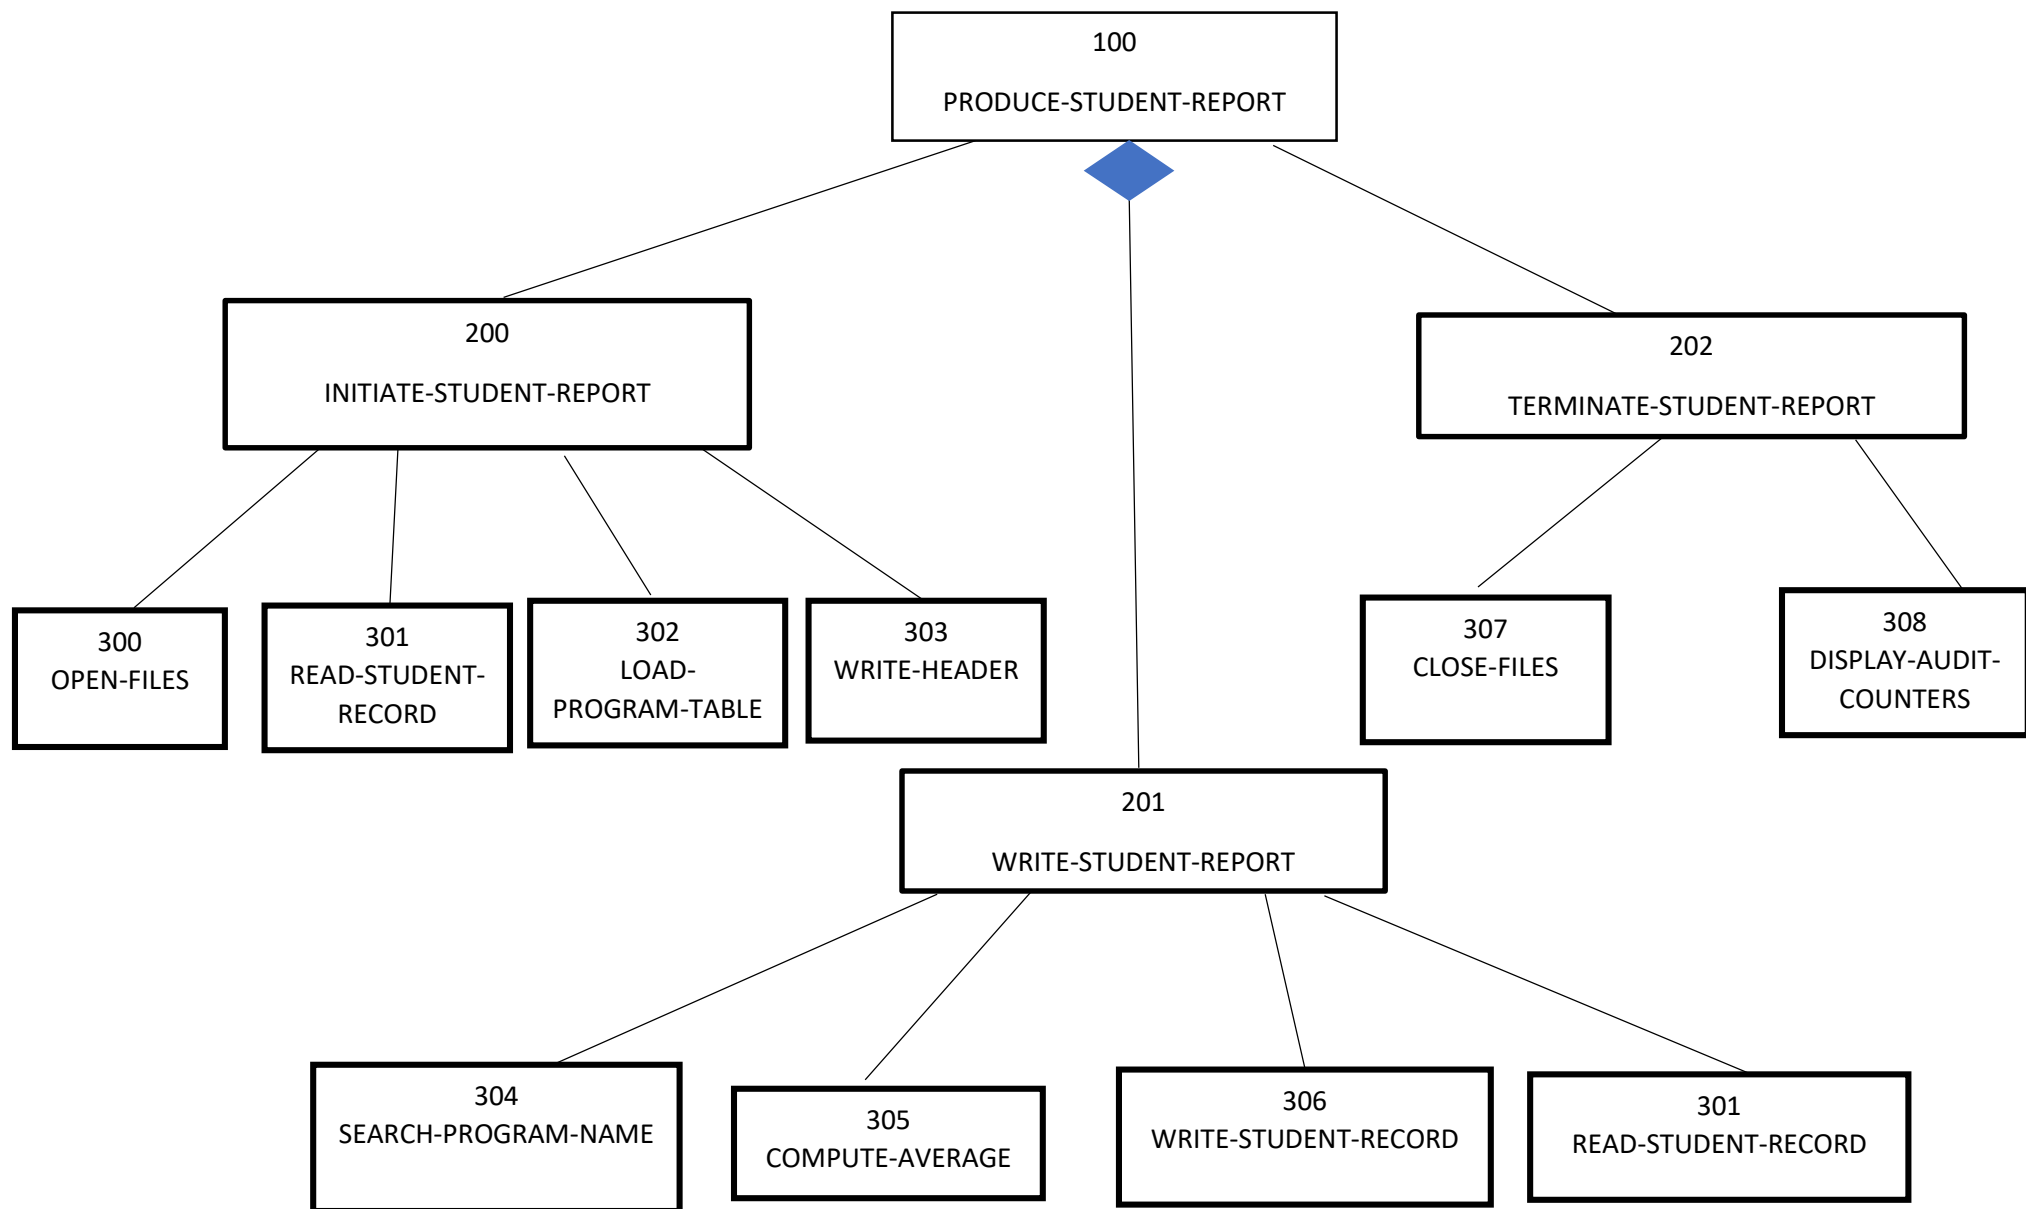 100
PRODUCE-STUDENT-REPORT
200
INITIATE-STUDENT-REPORT
202
TERMINATE-STUDENT-REPORT
300
OPEN-FILES
301
READ-STUDENT-
RECORD
302
LOAD-
PROGRAM-TABLE
303
WRITE-HEADER
307
CLOSE-FILES
308
DISPLAY-AUDIT-
COUNTERS
201
WRITE-STUDENT-REPORT
304
SEARCH-PROGRAM-NAME
305
COMPUTE-AVERAGE
306
WRITE-STUDENT-RECORD
301
READ-STUDENT-RECORD